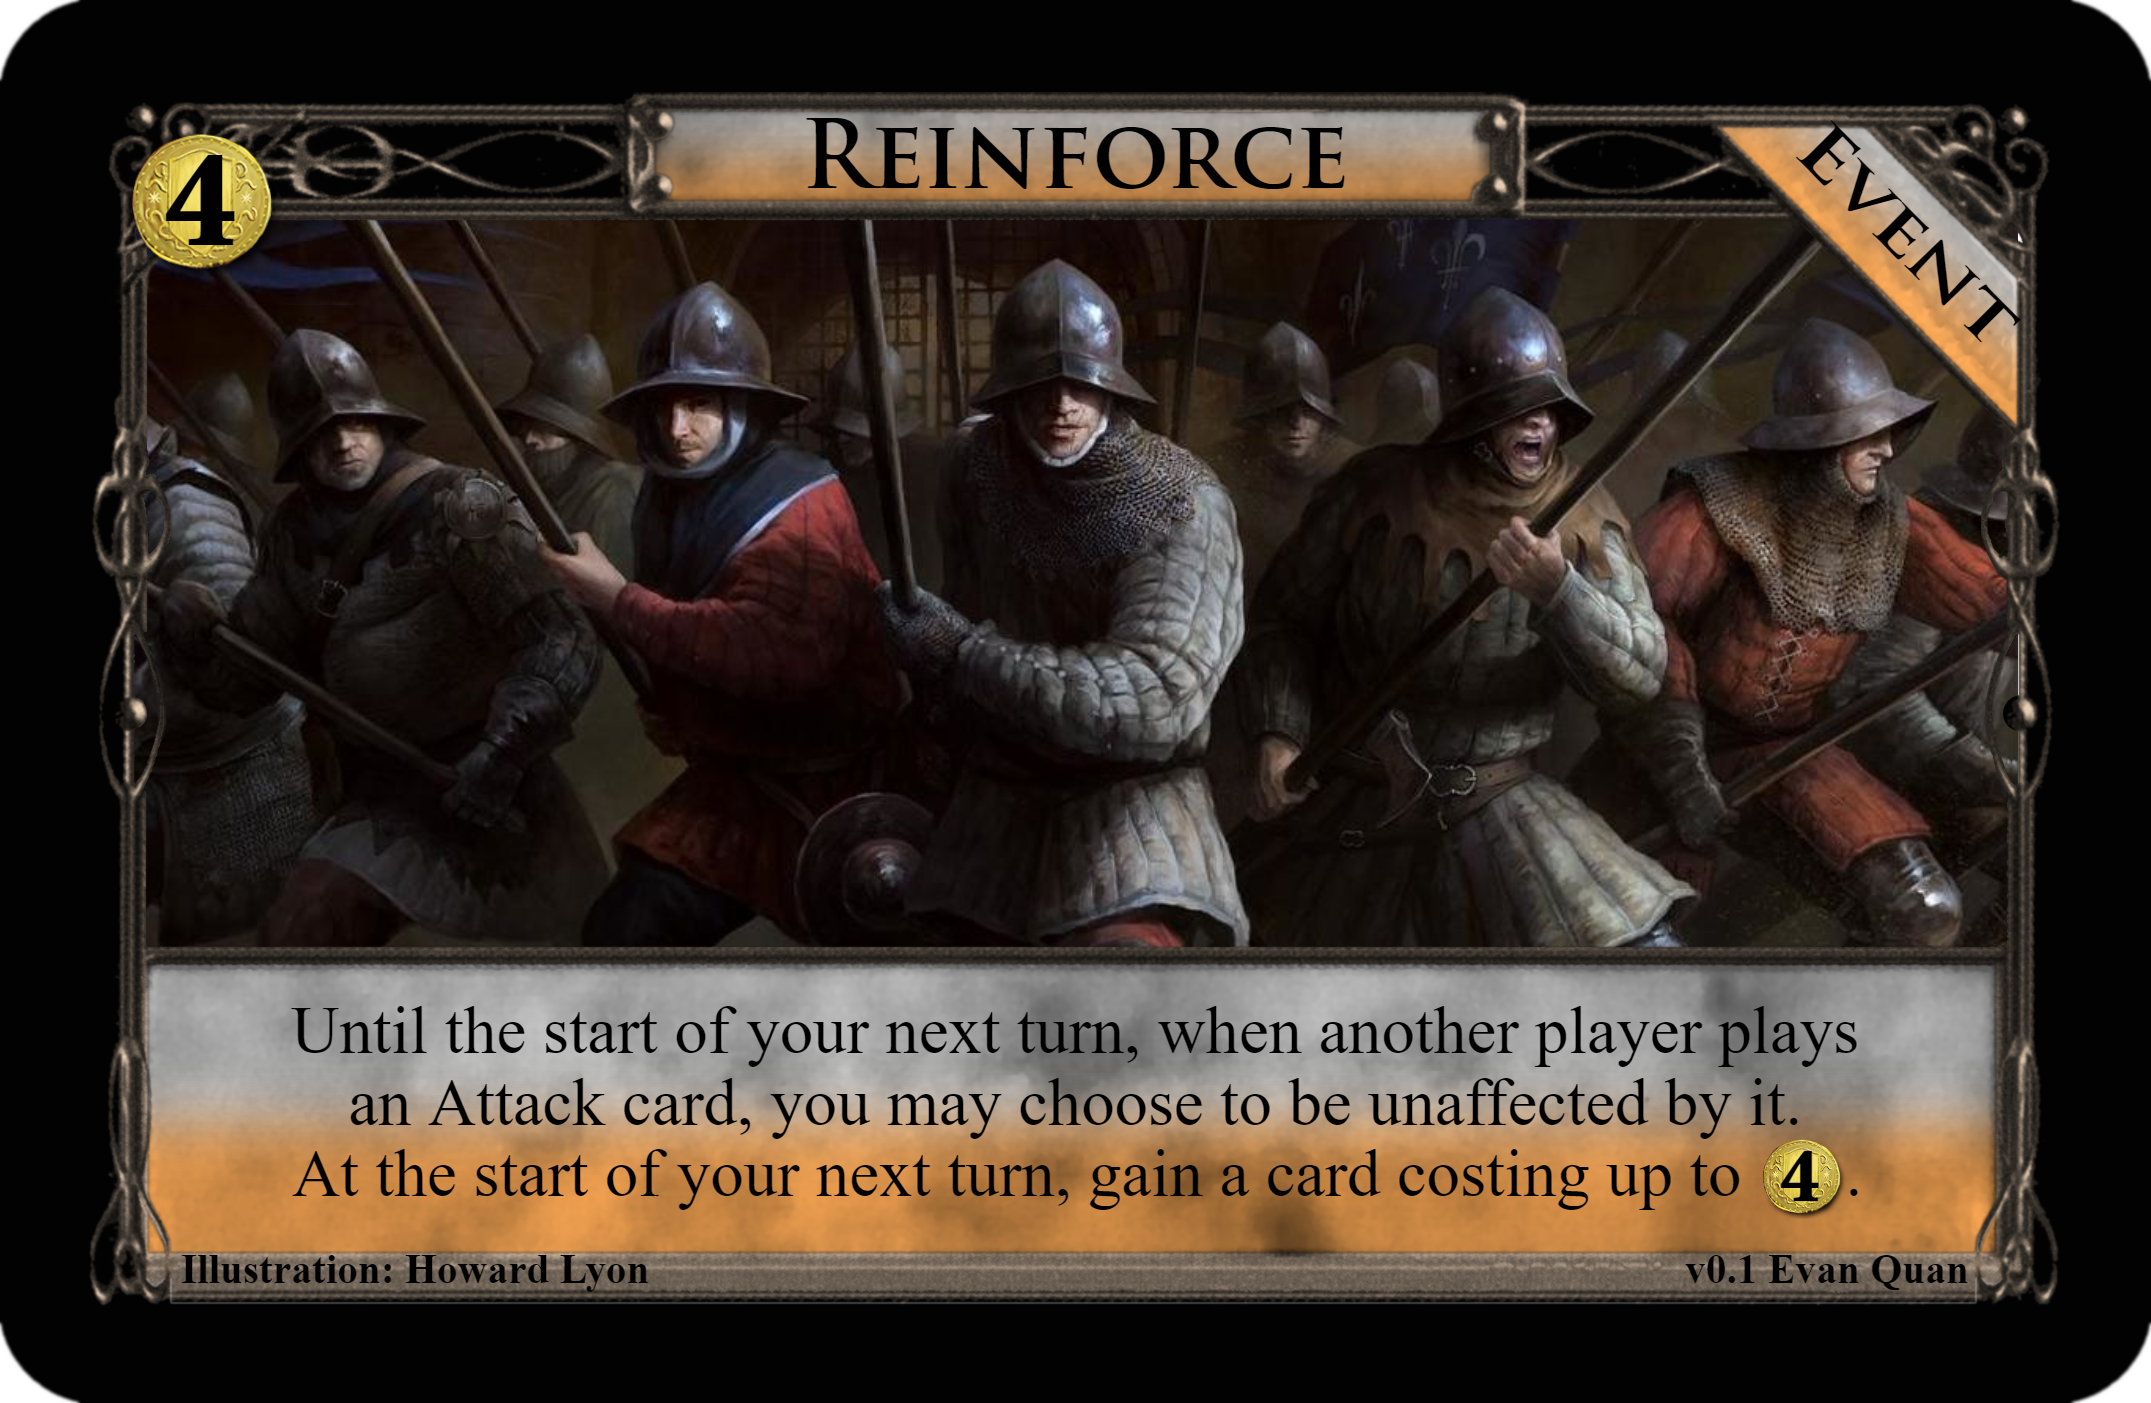 4
REINFORCE
EVENT
Until the start of your next turn, when another player plays
an Attack card, you may choose to be unaffected by it.
At the start of your next turn, gain a card costing up to 4.
Illustration: Howard Lyon
v0.1 Evan Quan